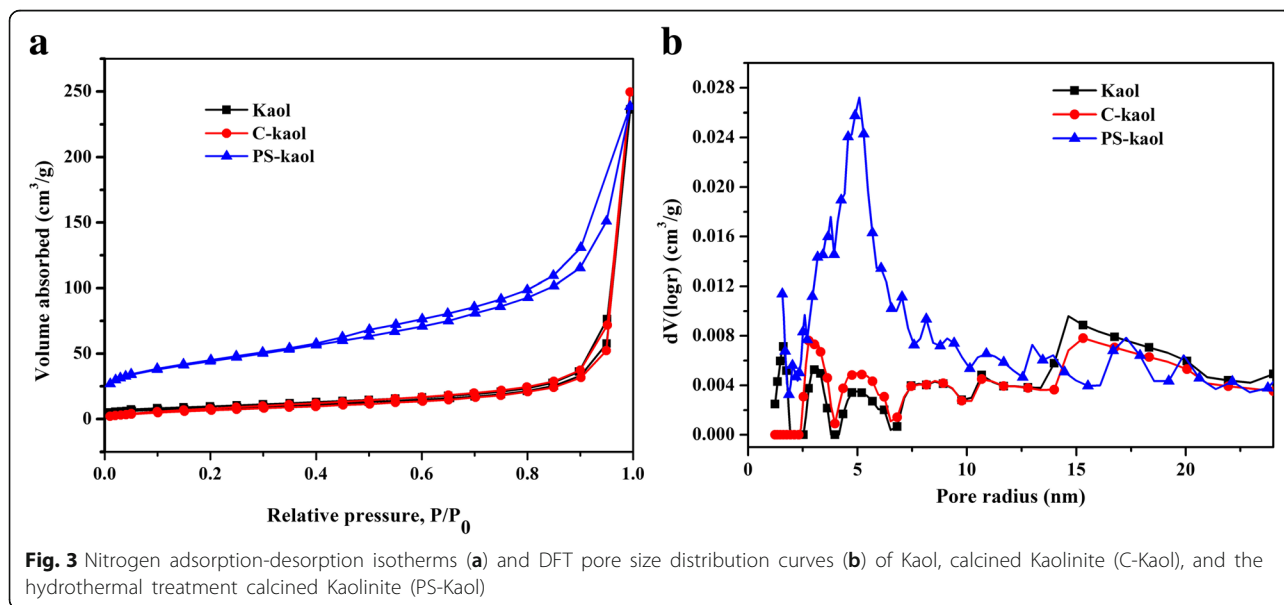 a
250
200
150
100
50
0
Volume absorbed (cm³/g)
Kaol
C-kaol
PS-kaol
0.0 0.2 0.4 0.6 0.8 1.0
Relative pressure, P/P₀
b
0.028
0.024
0.020
0.016
0.012
0.008
0.004
0.000
dV(logr) (cm³/g)
Kaol
C-kaol
PS-kaol
0 5 10 15 20
Pore radius (nm)
Fig. 3 Nitrogen adsorption-desorption isotherms (a) and DFT pore size distribution curves (b) of Kaol, calcined Kaolinite (C-Kaol), and the
hydrothermal treatment calcined Kaolinite (PS-Kaol)